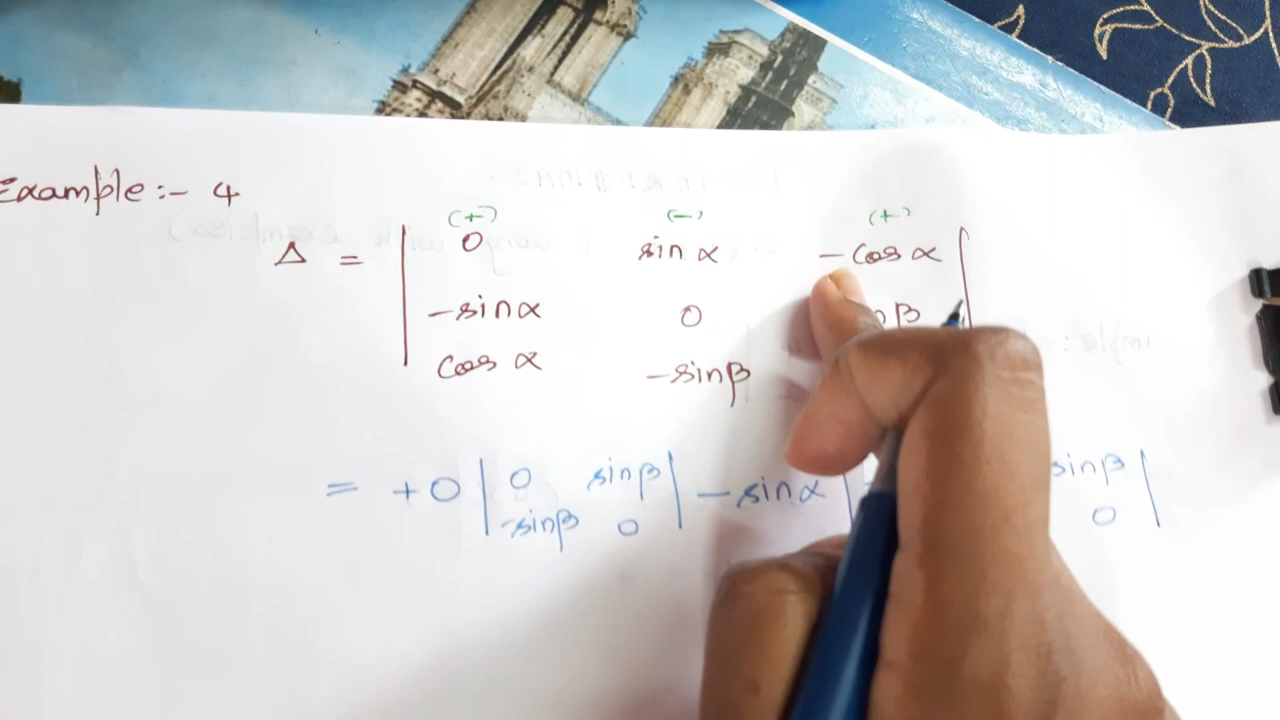 Example:- 4
(+) (-) (+)
Δ = | 0 sin α - cos α |
-sin α 0
cos α -sin β
= +0 | 0 sin β | - sin α | sin β |
-sin β 0 0